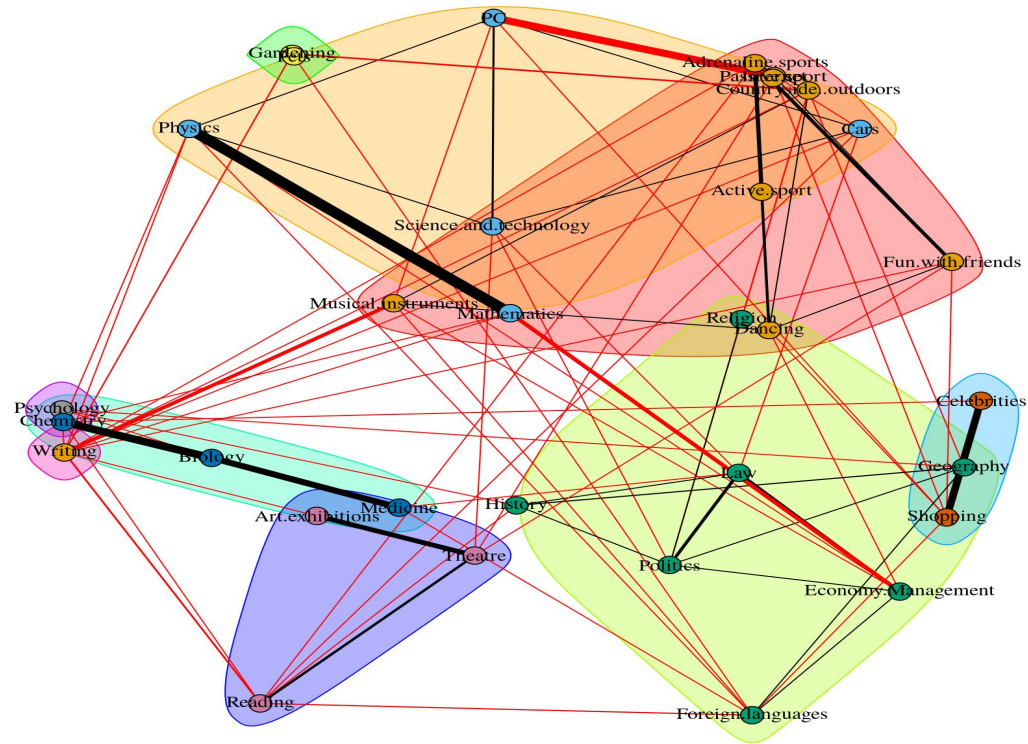 PC
Gardening
Pets
Adrenaline.sports
Passive.sport
Internet
Countryside..outdoors
Physics
Cars
Active.sport
Science.and.technology
Fun.with.friends
Musical.instruments
Mathematics
Religion
Dancing
Celebrities
Psychology
Chemistry
Writing
Biology
Geography
Law
Medicine
History
Art.exhibitions
Shopping
Theatre
Politics
Economy.Management
Reading
Foreign.languages